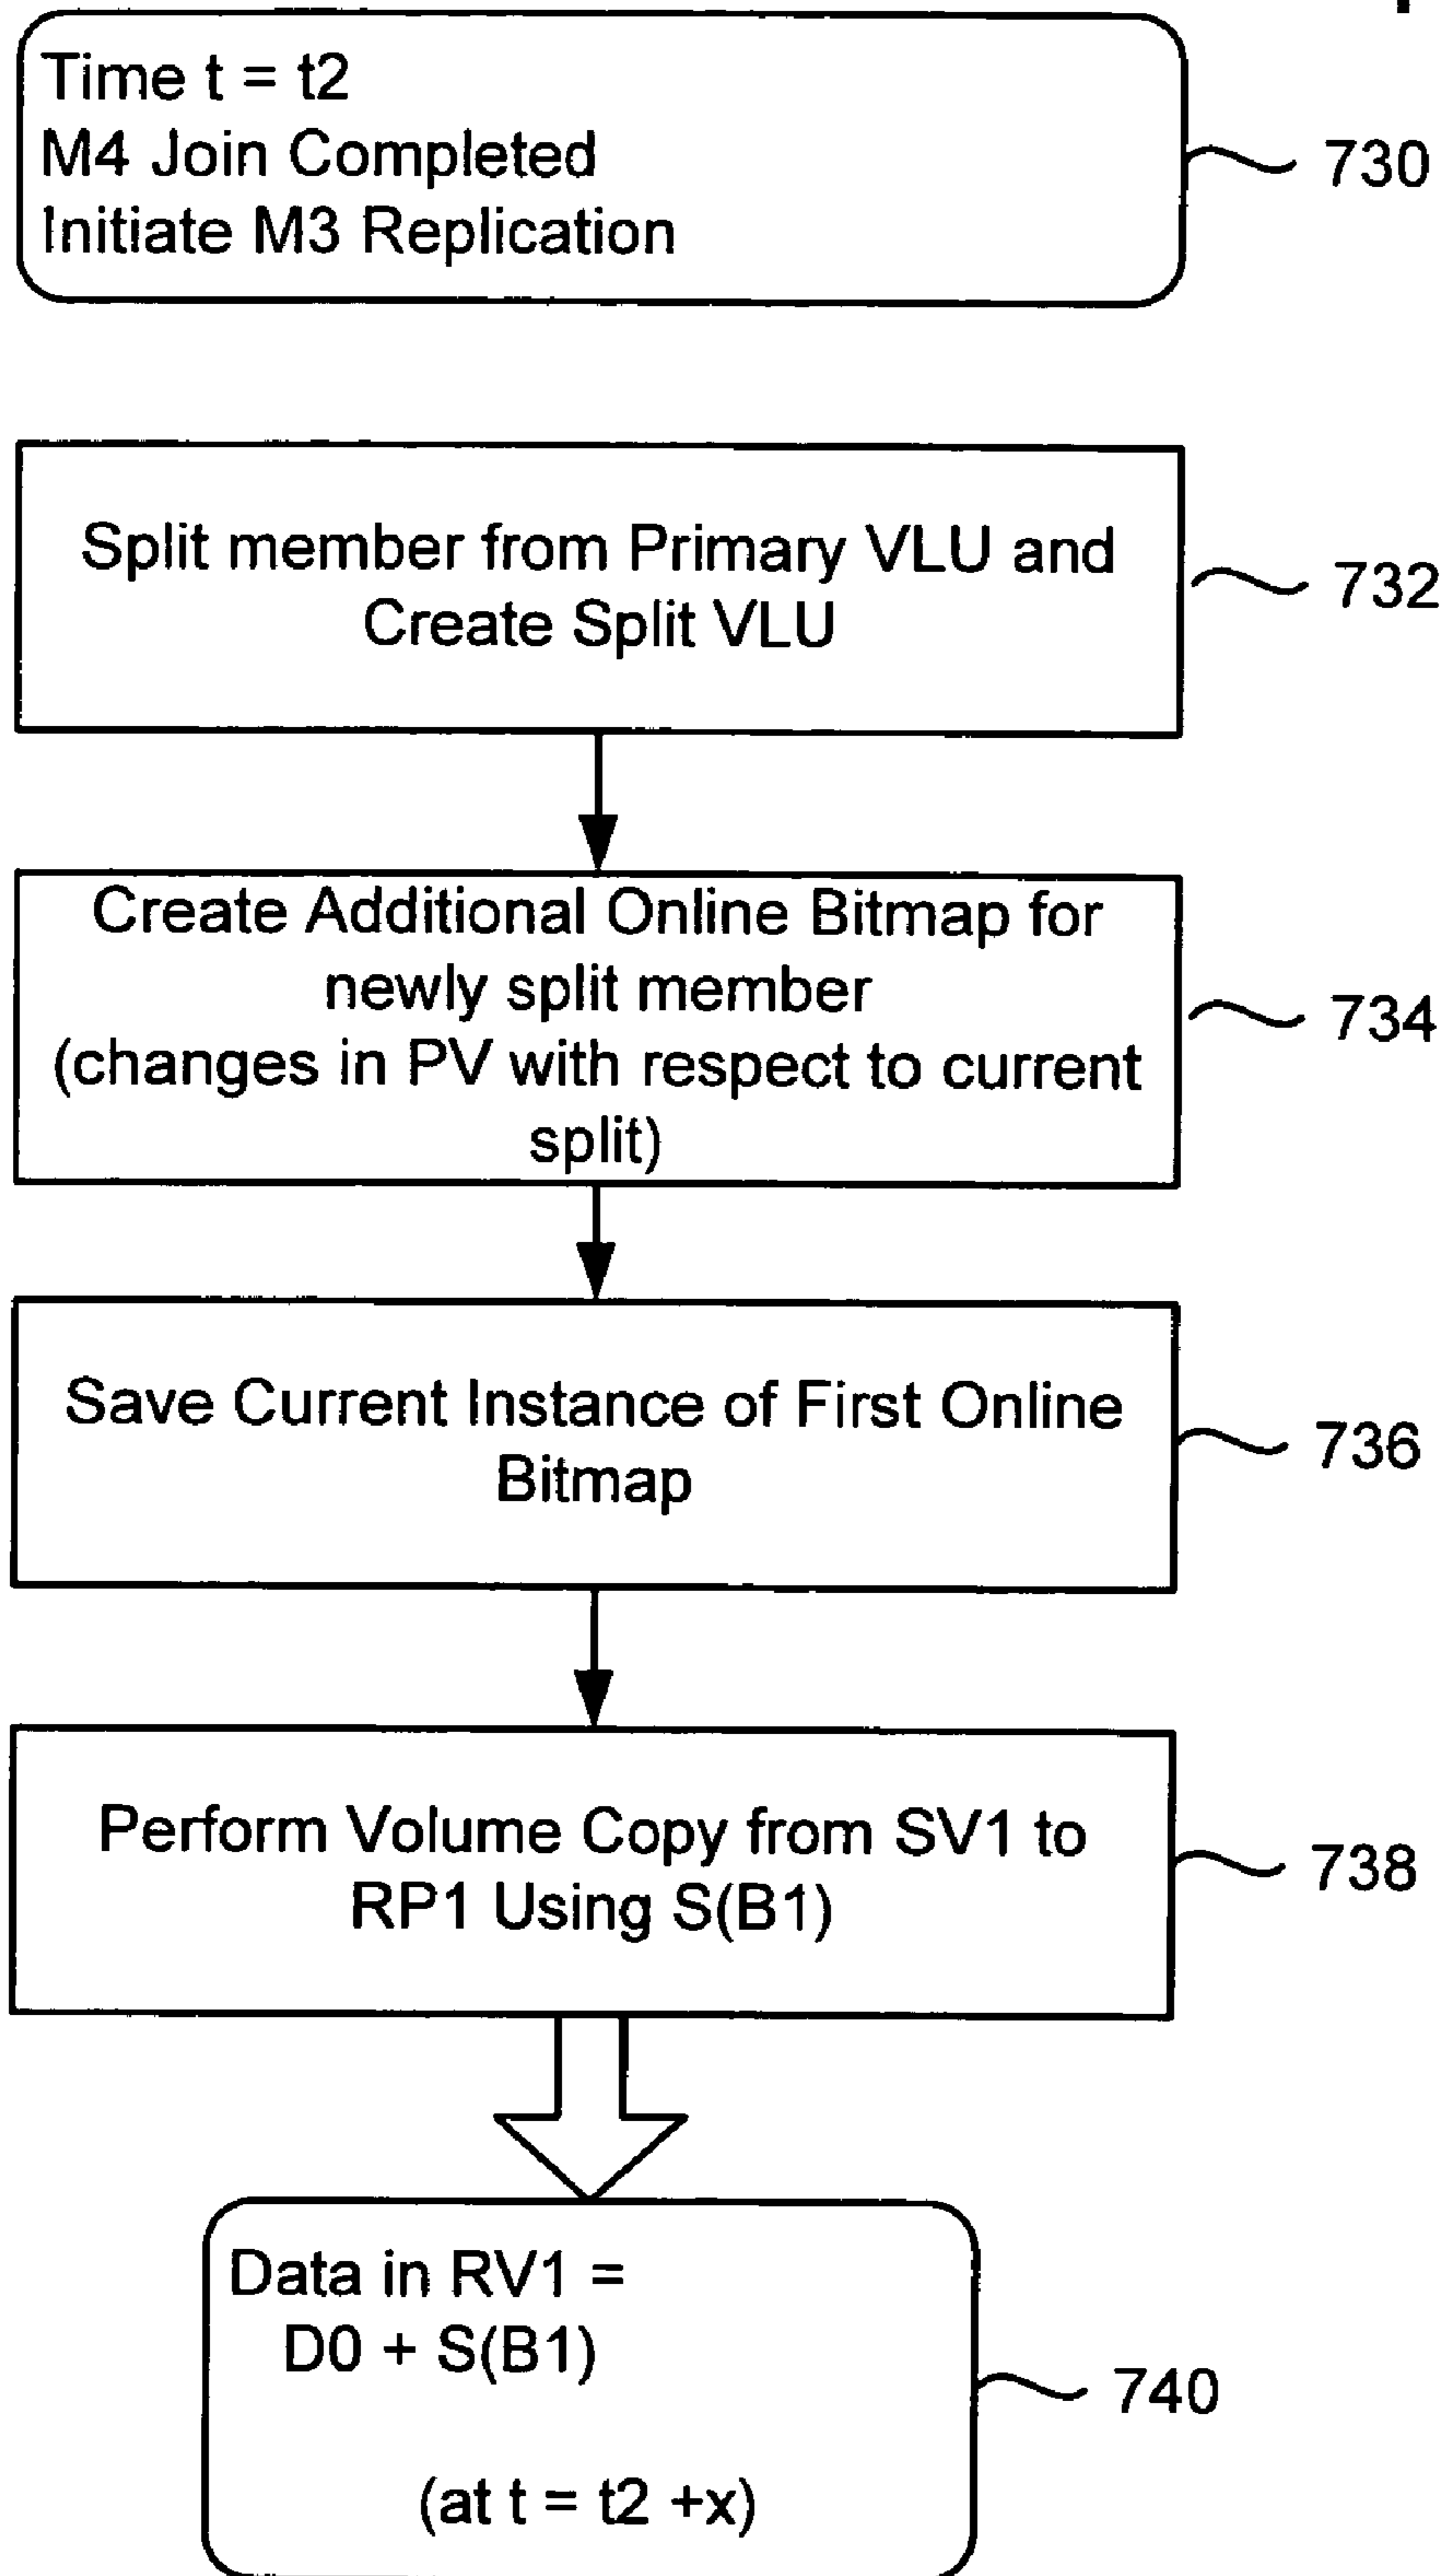 Time t = t2
M4 Join Completed
Initiate M3 Replication
730
Split member from Primary VLU and
Create Split VLU
732
Create Additional Online Bitmap for
newly split member
(changes in PV with respect to current
split)
734
Save Current Instance of First Online
Bitmap
736
Perform Volume Copy from SV1 to
RP1 Using S(B1)
738
Data in RV1 =
D0 + S(B1)
740
(at t = t2 +x)